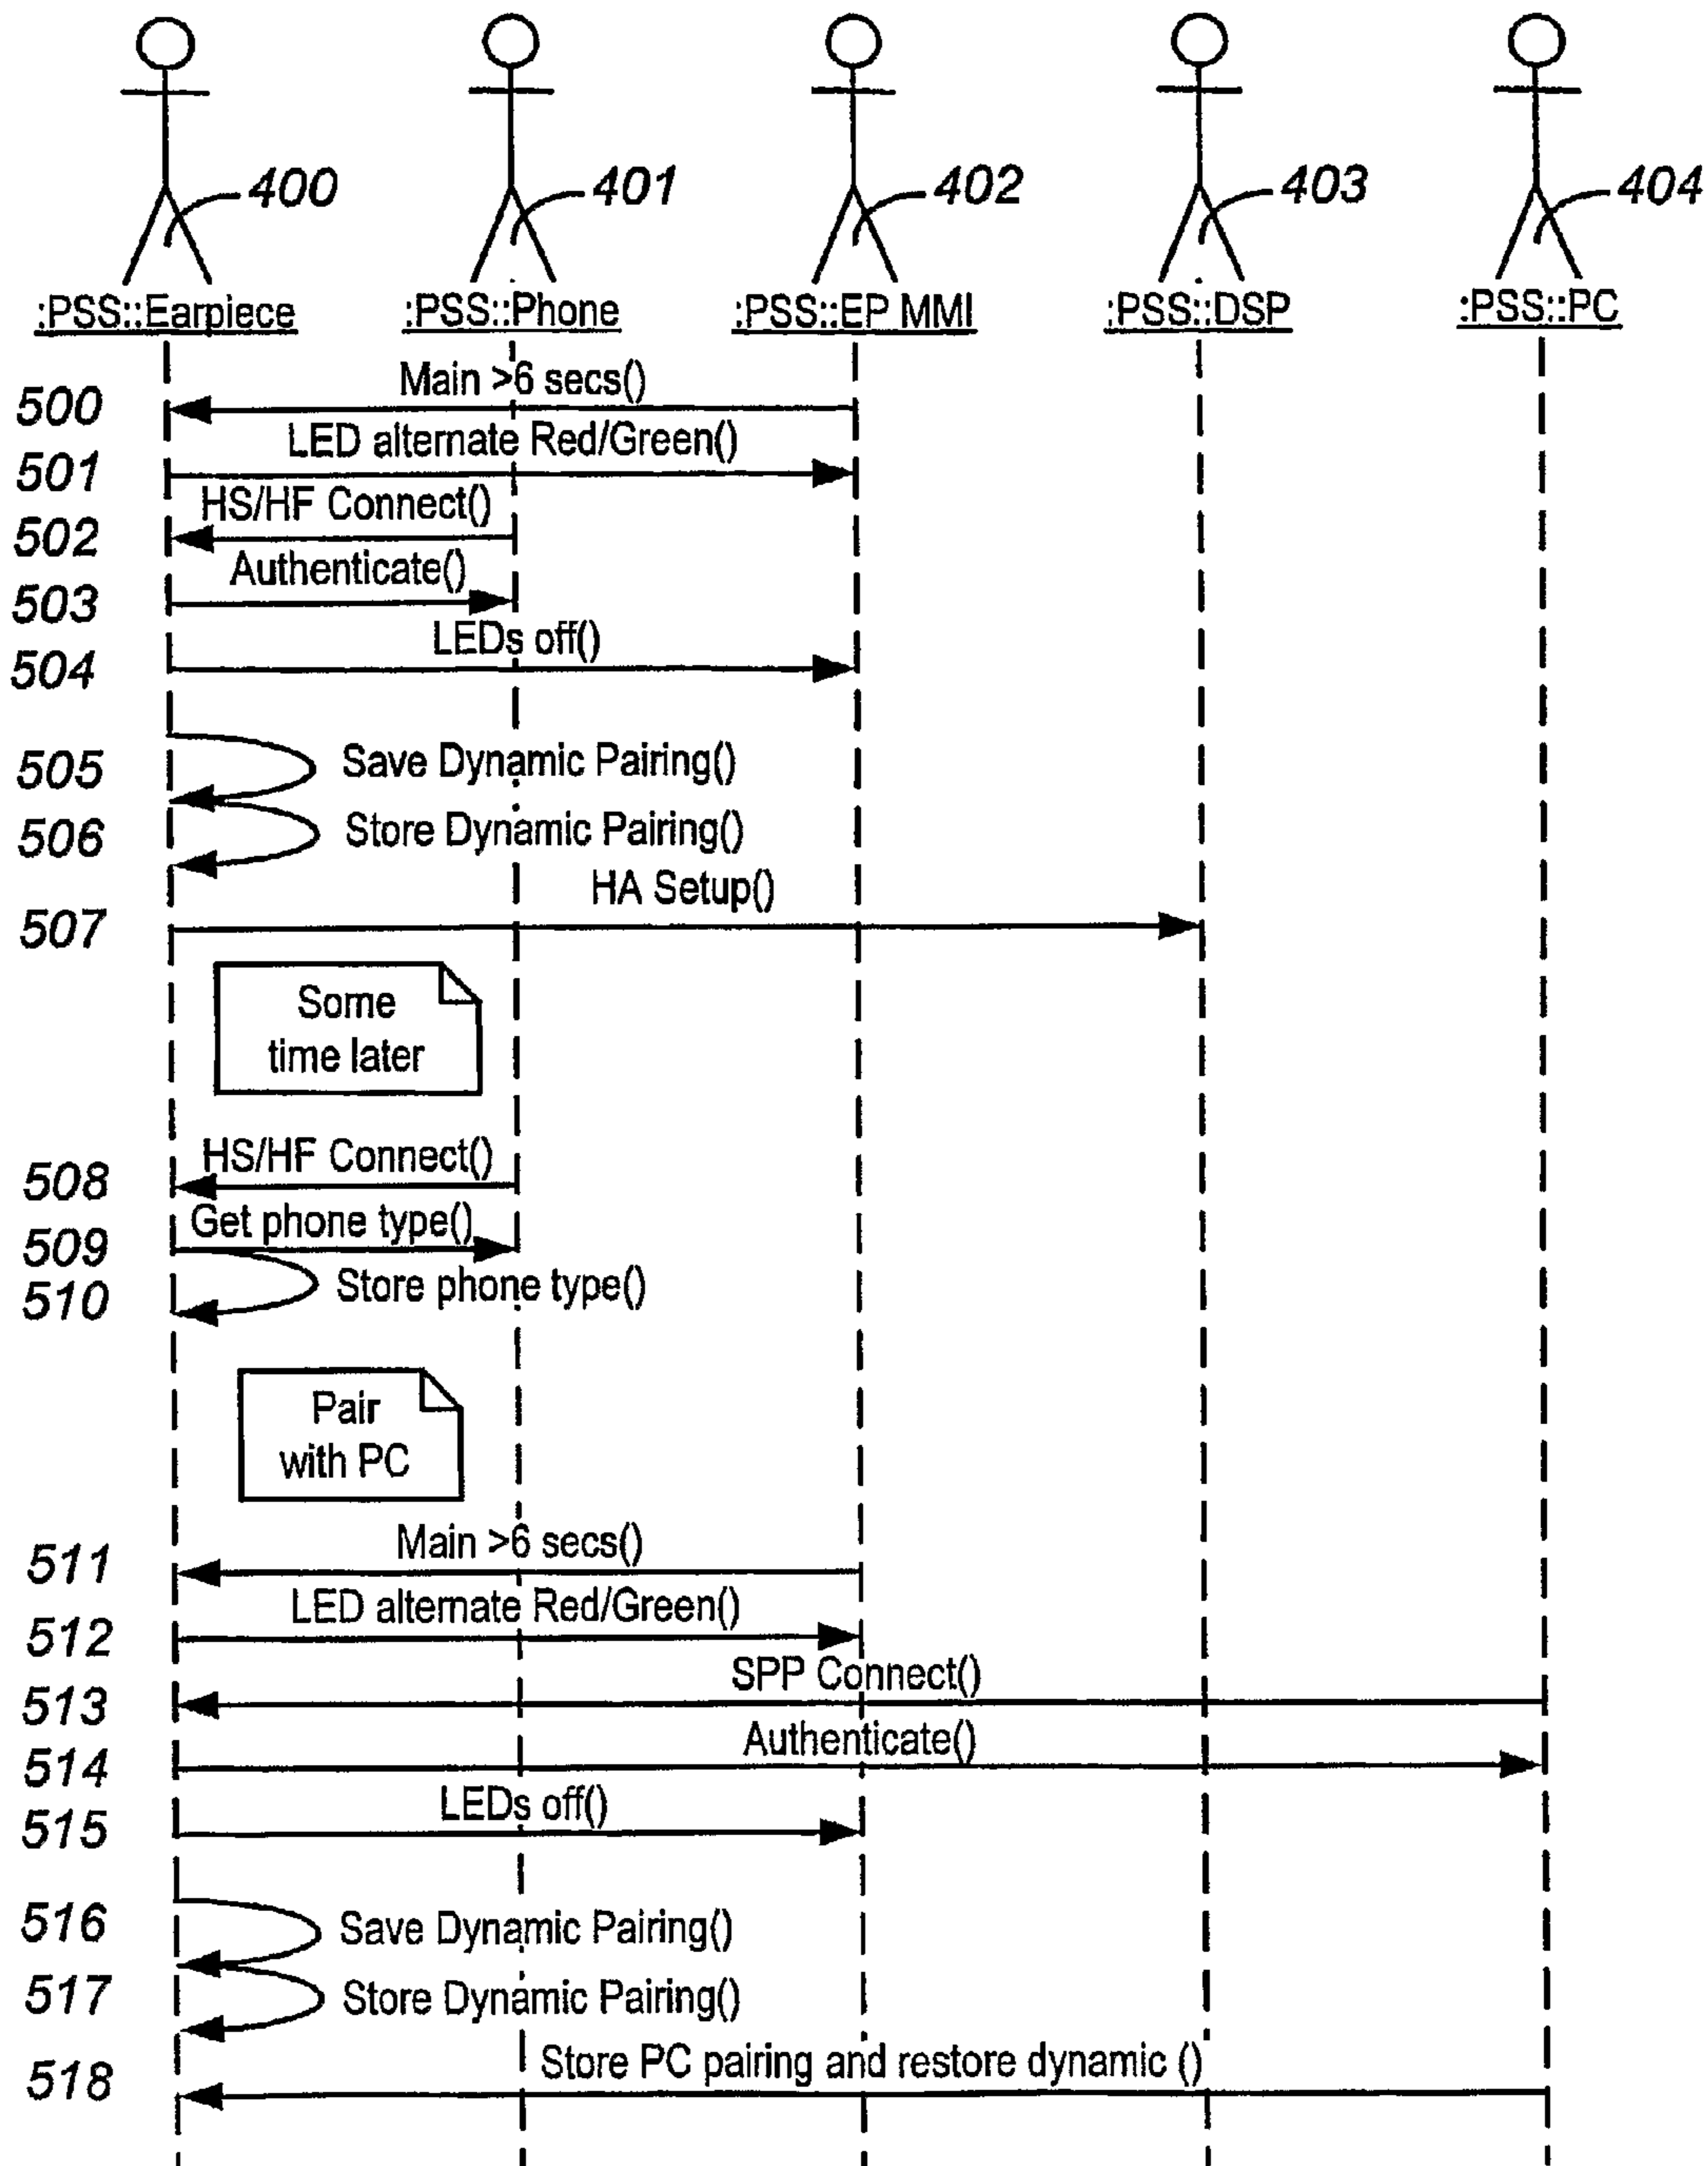 400 401 402 403 404
:PSS::Earpiece :PSS::Phone :PSS::EP MMI :PSS::DSP :PSS::PC
500 Main >6 secs()
501 LED alternate Red/Green()
502 HS/HF Connect()
503 Authenticate()
504 LEDs off()
505 Save Dynamic Pairing()
506 Store Dynamic Pairing()
507 HA Setup()
Some
time later
508 HS/HF Connect()
509 Get phone type()
510 Store phone type()
Pair
with PC
511 Main >6 secs()
512 LED alternate Red/Green()
513 SPP Connect()
514 Authenticate()
515 LEDs off()
516 Save Dynamic Pairing()
517 Store Dynamic Pairing()
518 Store PC pairing and restore dynamic ()